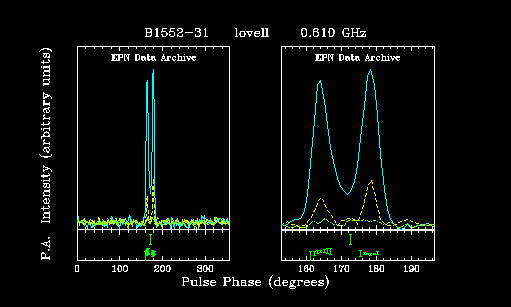 B1552-31 lovell 0.610 GHz
EPN Data Archive EPN Data Archive
P.A. Intensity (arbitrary units)
0 100 200 300 160 170 180 190
Pulse Phase (degrees)